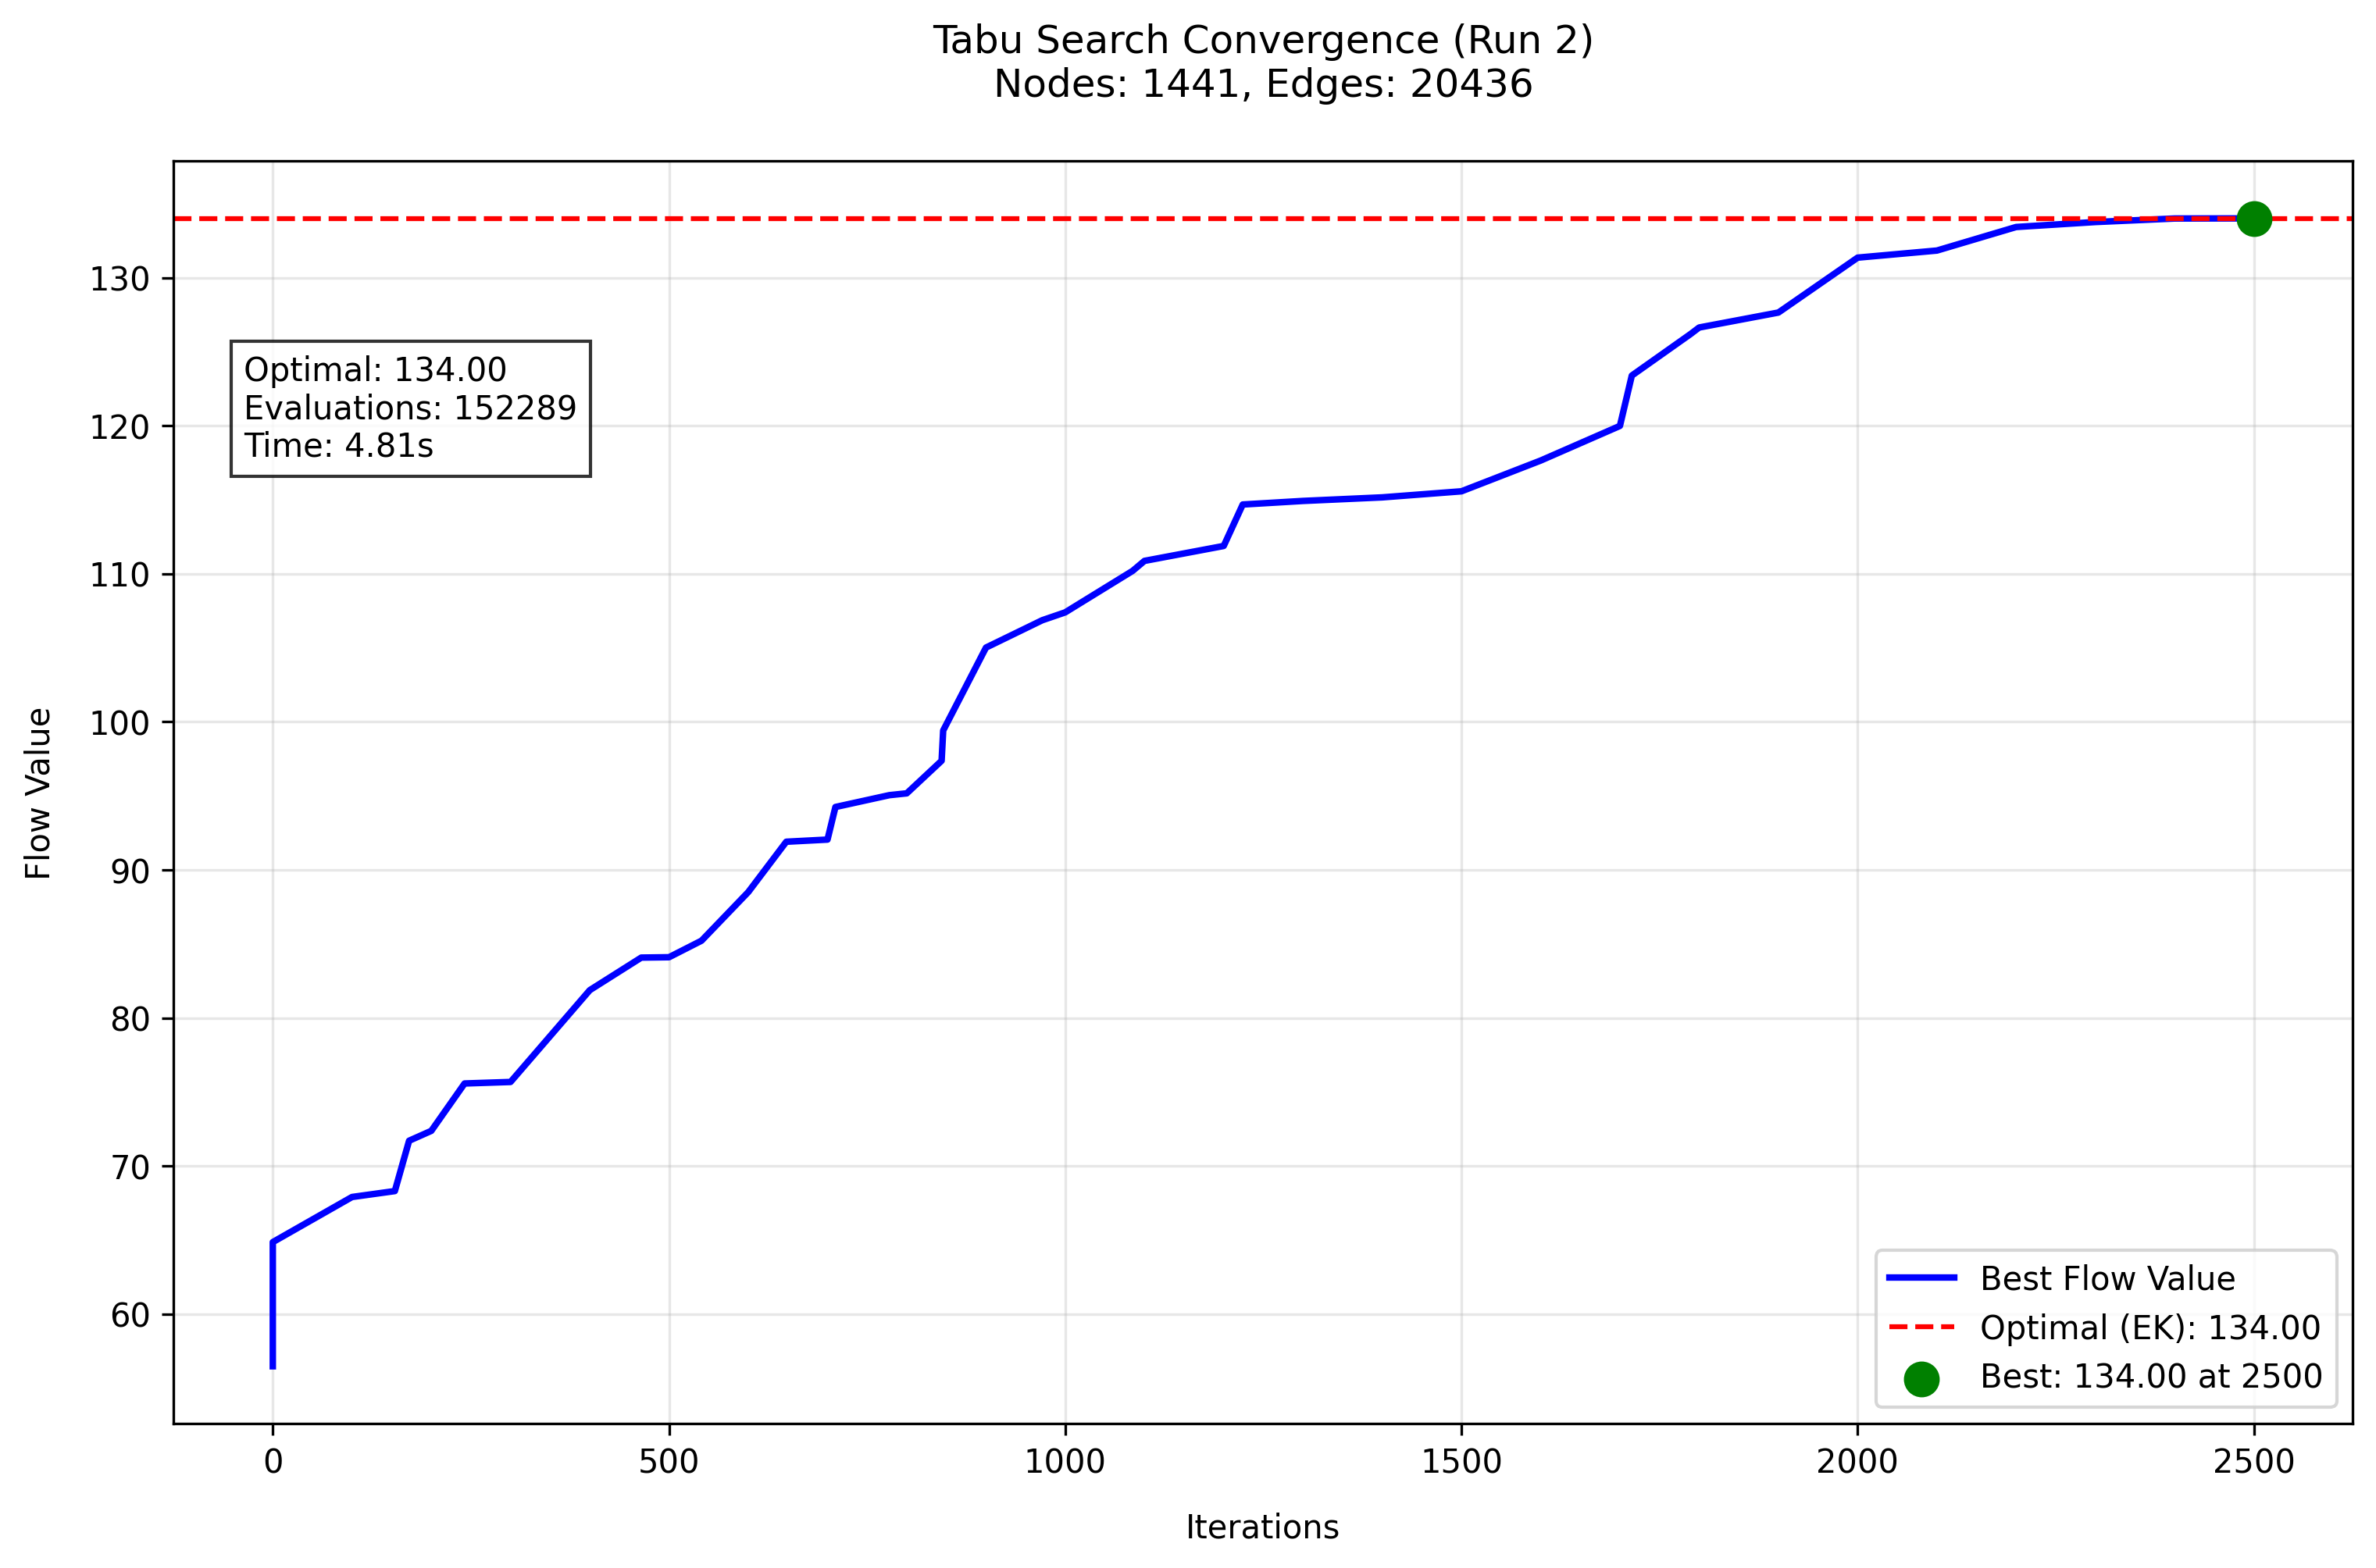 Tabu Search Convergence (Run 2)
Nodes: 1441, Edges: 20436
Optimal: 134.00
Evaluations: 152289
Time: 4.81s
Flow Value
130
120
110
100
90
80
70
60
Best Flow Value
Optimal (EK): 134.00
Best: 134.00 at 2500
0 500 1000 1500 2000 2500
Iterations